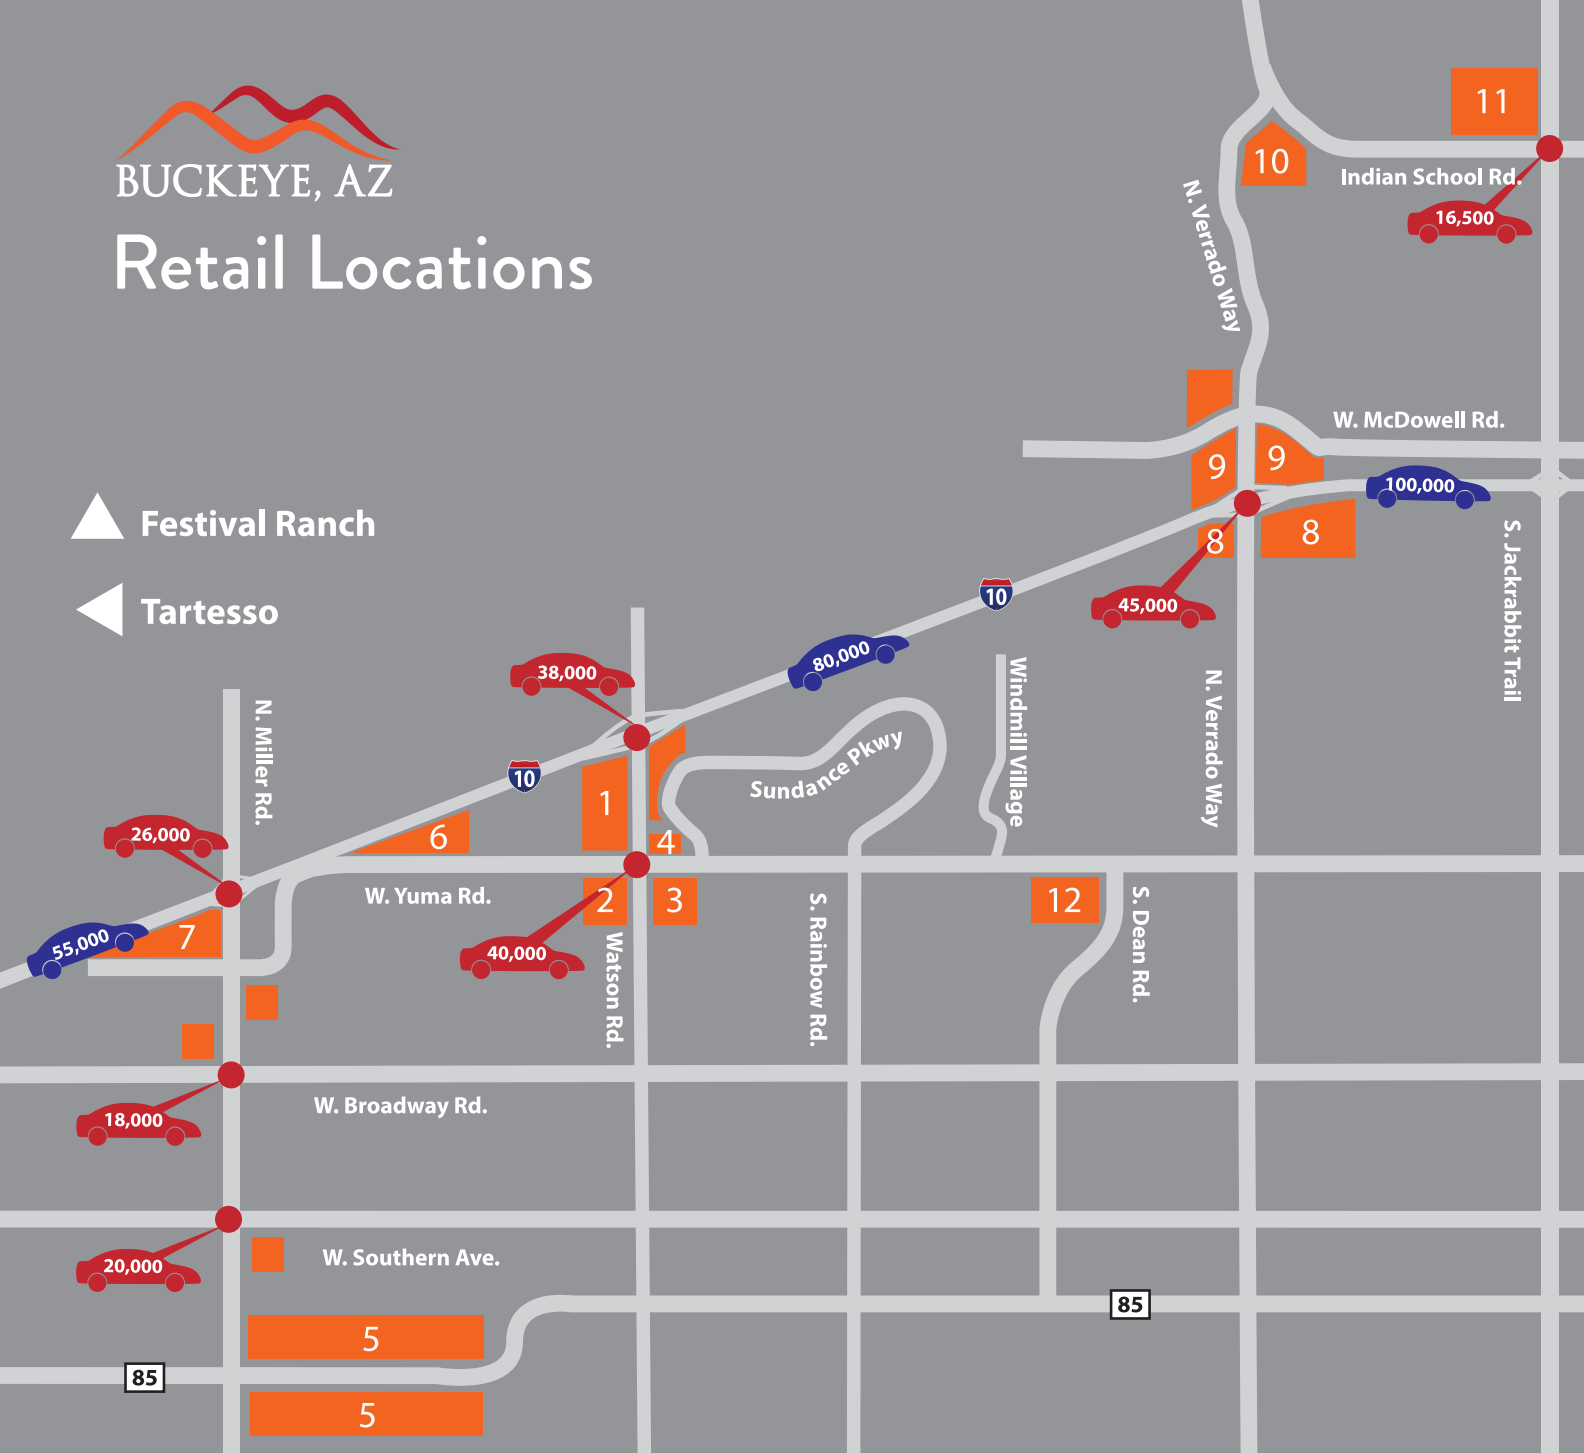 BUCKEYE, AZ
Retail Locations
Festival Ranch
Tartesso
11
10
Indian School Rd.
16,500
N. Verrado Way
W. McDowell Rd.
9
9
100,000
8
8
S. Jackrabbit Trail
10
45,000
80,000
38,000
Windmill Village
N. Verrado Way
N. Miller Rd.
Sundance Pkwy
10
1
26,000
6
4
W. Yuma Rd.
2
3
12
S. Dean Rd.
S. Rainbow Rd.
55,000
7
40,000
Watson Rd.
18,000
W. Broadway Rd.
20,000
W. Southern Ave.
85
5
85
5